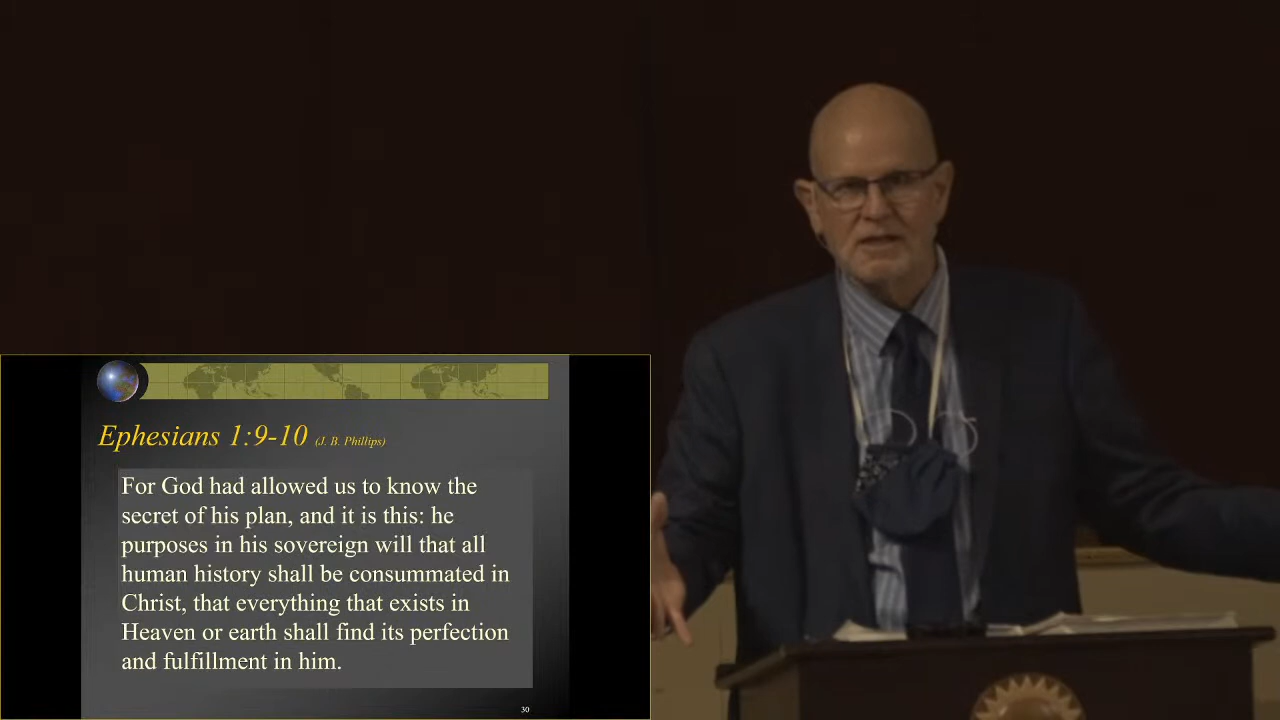 Ephesians 1:9-10 (J. B. Phillips)
For God had allowed us to know the
secret of his plan, and it is this: he
purposes in his sovereign will that all
human history shall be consummated in
Christ, that everything that exists in
Heaven or earth shall find its perfection
and fulfillment in him.
30